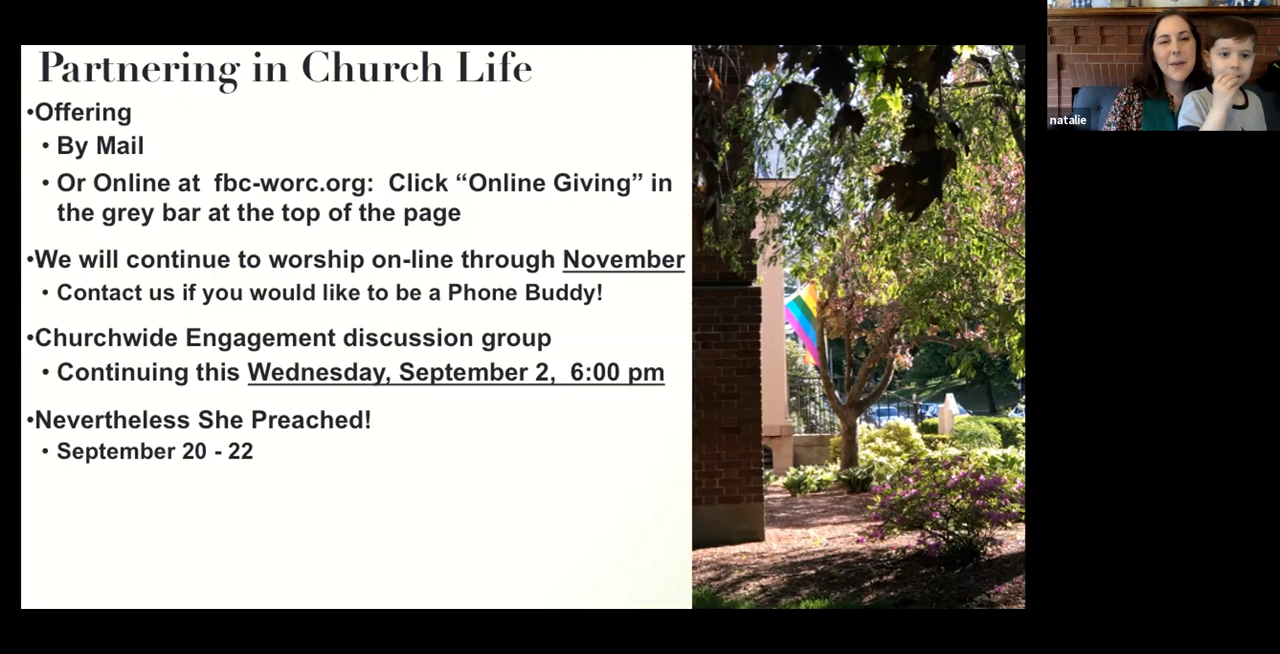 Partnering in Church Life
•Offering
• By Mail
• Or Online at  fbc-worc.org:  Click “Online Giving” in
the grey bar at the top of the page
•We will continue to worship on-line through November
• Contact us if you would like to be a Phone Buddy!
•Churchwide Engagement discussion group
• Continuing this Wednesday, September 2,  6:00 pm
•Nevertheless She Preached!
• September 20 - 22
natalie